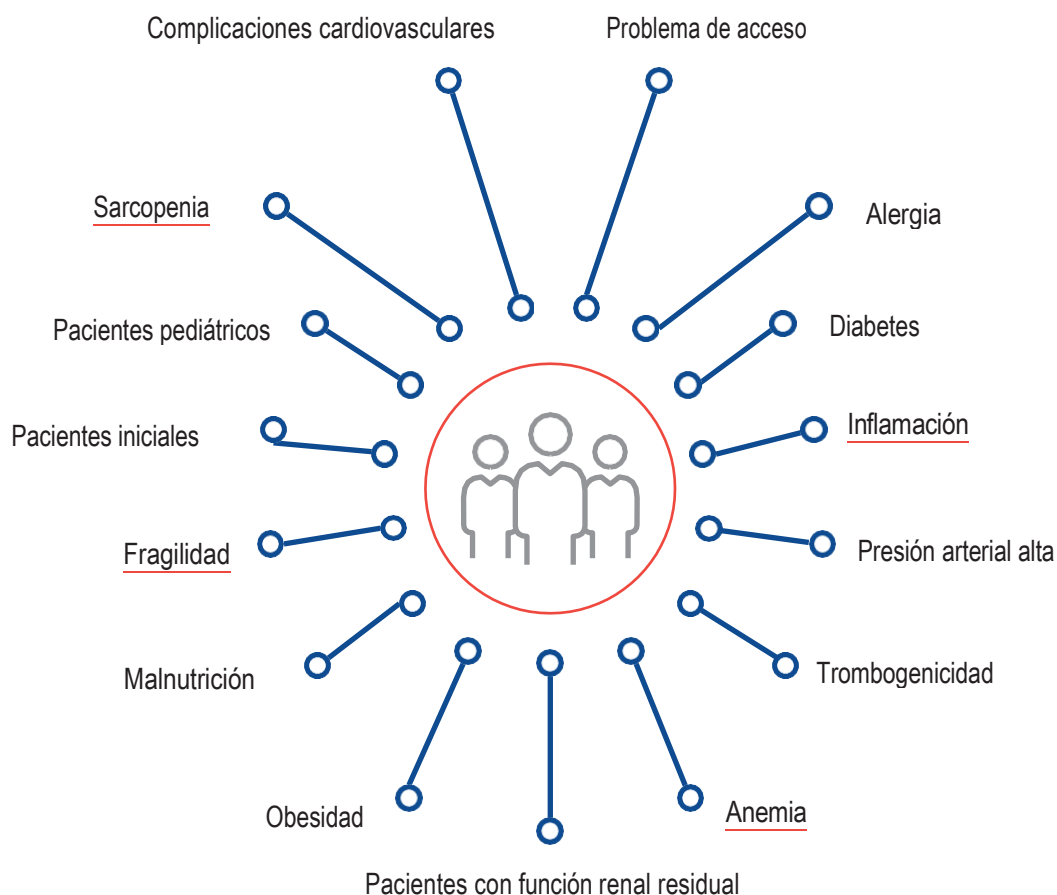 Complicaciones cardiovasculares
Problema de acceso
Sarcopenia
Alergia
Pacientes pediátricos
Diabetes
Pacientes iniciales
Inflamación
Fragilidad
Presión arterial alta
Malnutrición
Trombogenicidad
Obesidad
Anemia
Pacientes con función renal residual